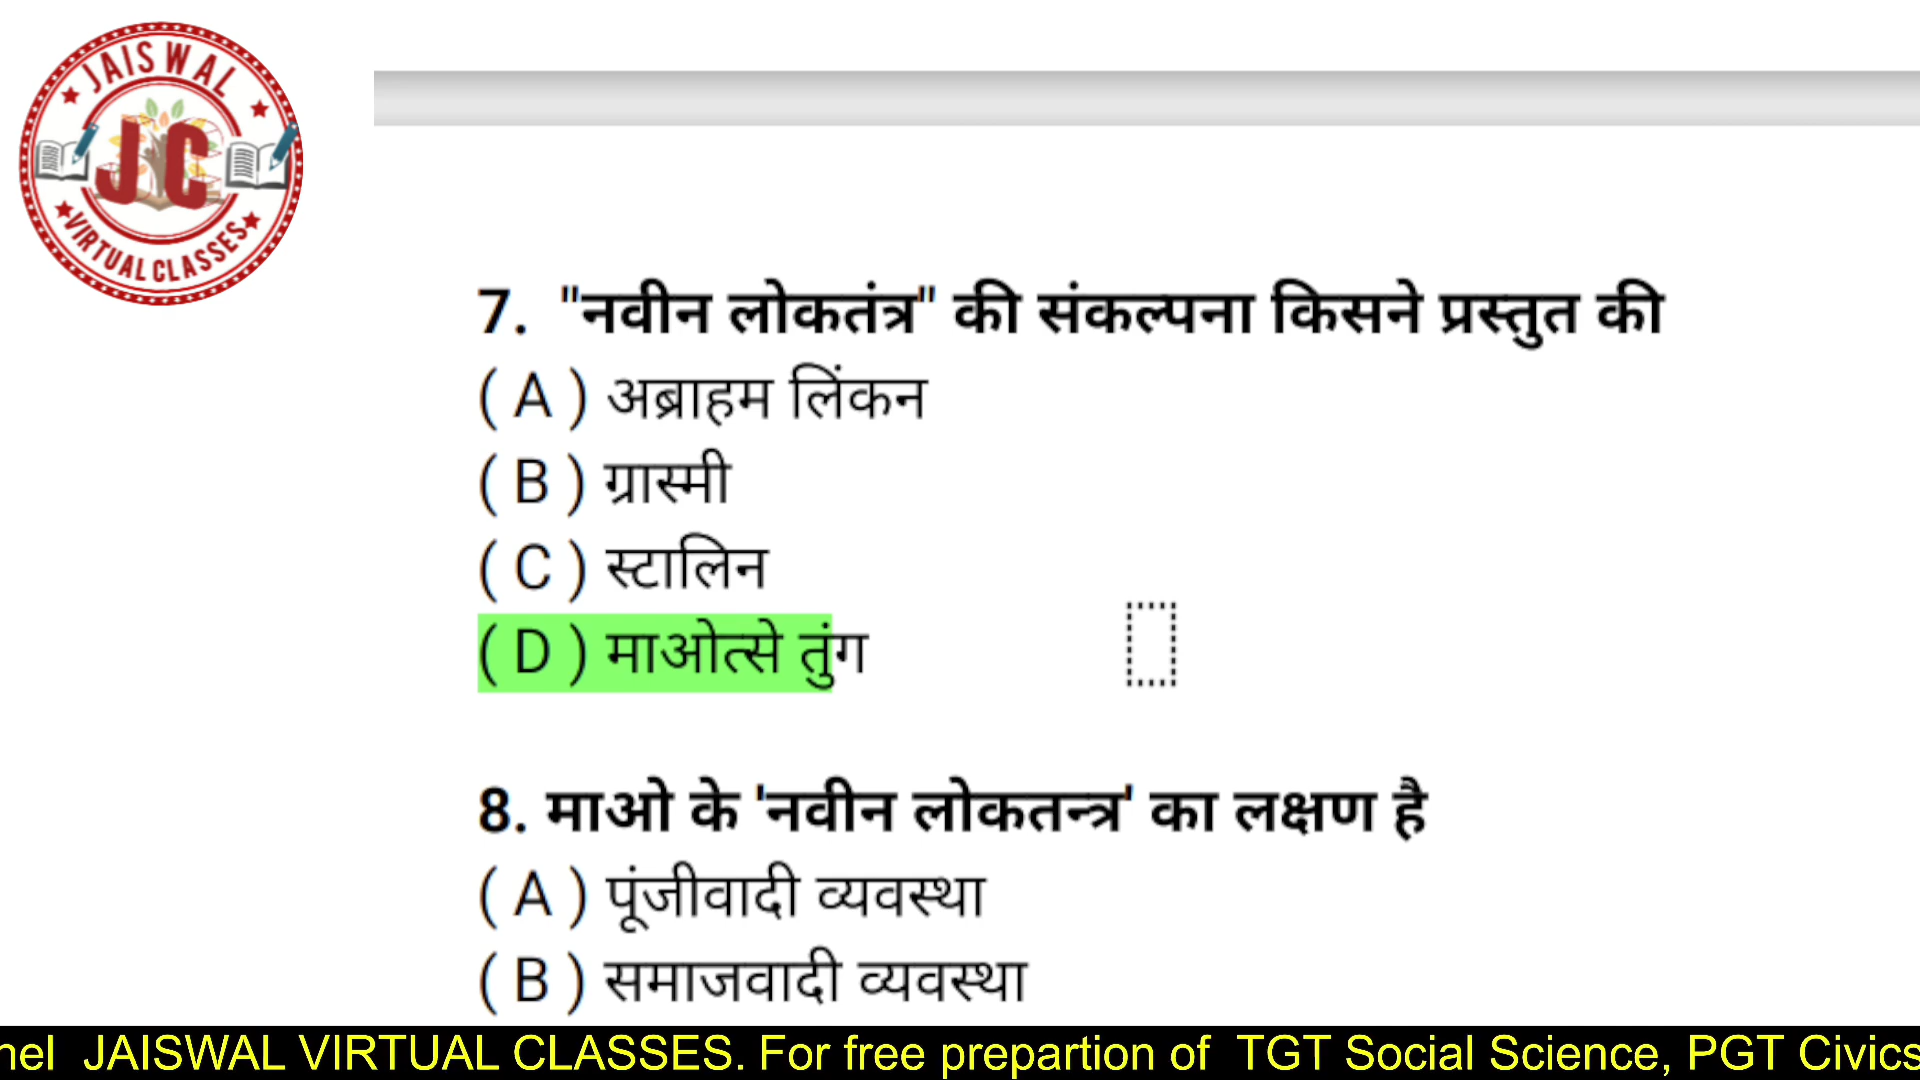 JAISWAL
JC
VIRTUAL CLASSES
7. "नवीन लोकतंत्र" की संकल्पना किसने प्रस्तुत की
( A ) अब्राहम लिंकन
( B ) ग्रास्मी
( C ) स्टालिन
( D ) माओत्से तुंग
8. माओ के 'नवीन लोकतन्त्र' का लक्षण है
( A ) पूंजीवादी व्यवस्था
( B ) समाजवादी व्यवस्था
nel JAISWAL VIRTUAL CLASSES. For free prepartion of TGT Social Science, PGT Civics